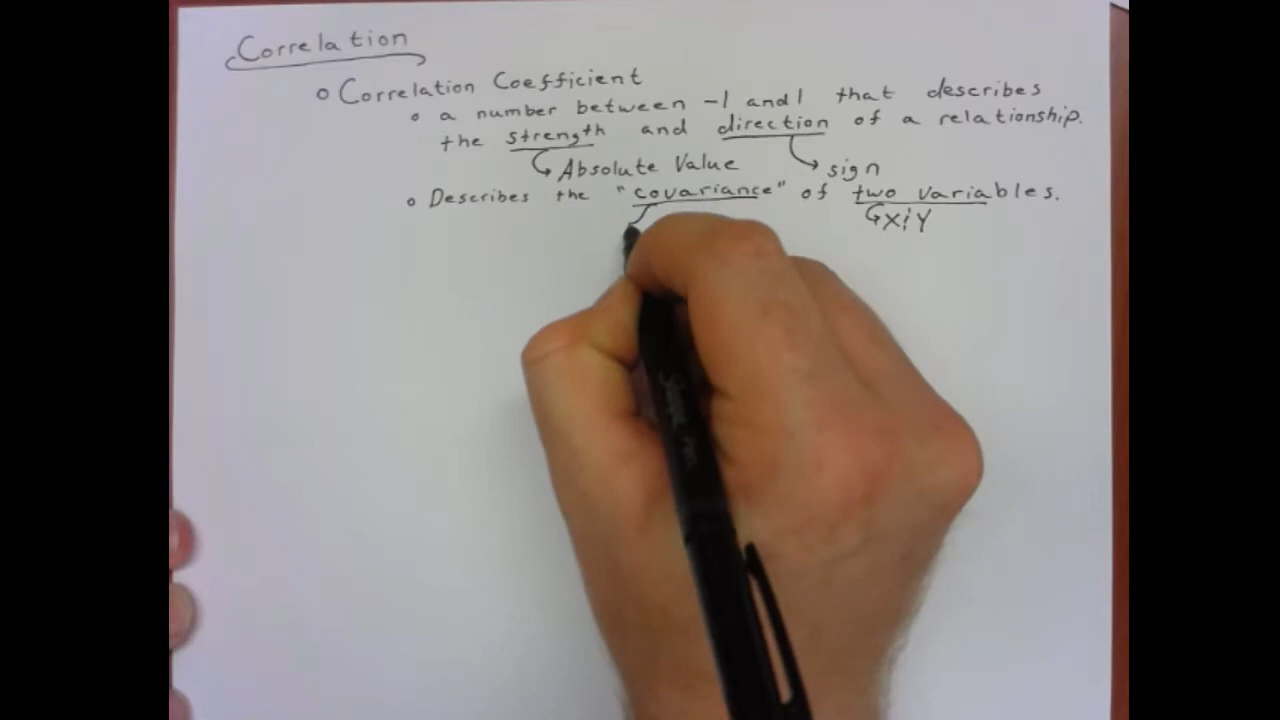 Correlation
Correlation Coefficient
a number between -1 and 1 that describes
the strength and direction of a relationship.
Absolute Value
sign
Describes the "covariance" of two variables.
X; Y